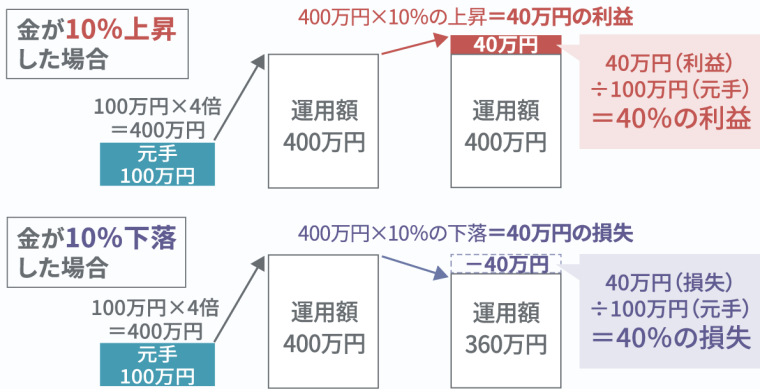 金が10%上昇
した場合
400万円×10%の上昇＝40万円の利益
100万円×4倍
＝400万円
元手
100万円
運用額
400万円
40万円
運用額
400万円
40万円（利益）
÷100万円（元手）
＝40%の利益
金が10%下落
した場合
400万円×10%の下落＝40万円の損失
100万円×4倍
＝400万円
元手
100万円
運用額
400万円
−40万円
運用額
360万円
40万円（損失）
÷100万円（元手）
＝40%の損失